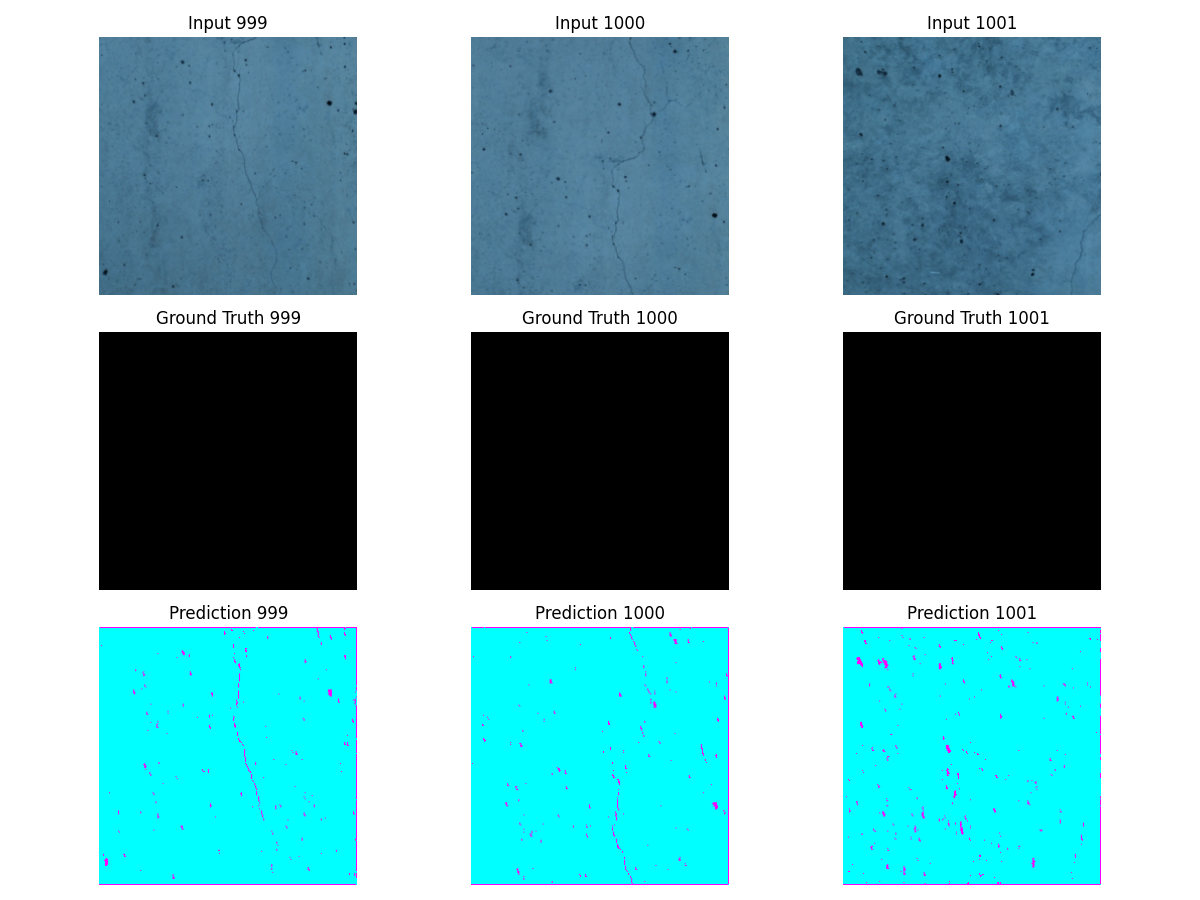 Input 999
Input 1000
Input 1001
Ground Truth 999
Ground Truth 1000
Ground Truth 1001
Prediction 999
Prediction 1000
Prediction 1001